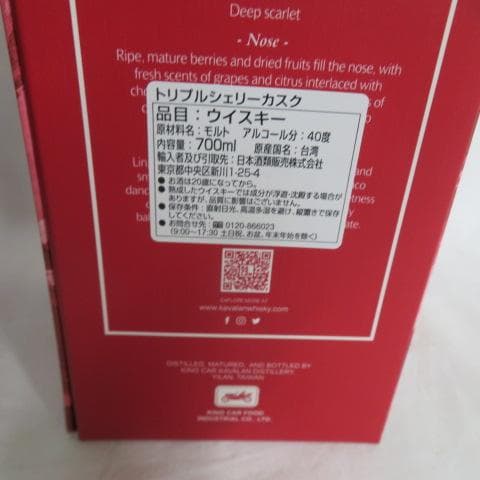 Deep scarlet
- Nose -
Ripe, mature berries and dried fruits fill the nose, with
fresh scents of grapes and citrus interlaced with
トリプルシェリーカスク
品目：ウイスキー
原材料名：モルト アルコール分：40度
内容量：700ml 原産国名：台湾
輸入者及び引取先：日本酒類販売株式会社
東京都中央区新川1-25-4
●お酒は20歳になってから。
●熟成したウイスキーでは成分が浮遊・沈殿する場合が
ありますが、品質に影響はございません。
●保存条件：直射日光、高温多湿を避け、縦置きで保存
してください。
●お問合せ先：0120-866023
(9:00～17:30 土日祝、お盆、年末年始を除く)
EXPLORE MORE AT
www.kavalanwhisky.com
DISTILLED, MATURED, AND BOTTLED BY
KING CAR KAVALAN DISTILLERY,
YILAN, TAIWAN
KING CAR FOOD
INDUSTRIAL CO., LTD.